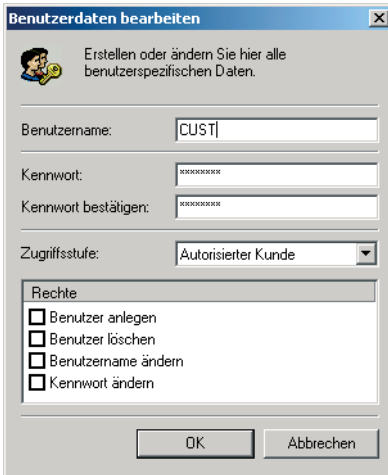 Benutzerdaten bearbeiten
Erstellen oder ändern Sie hier alle
benutzerspezifischen Daten.
Benutzername: CUST
Kennwort: ********
Kennwort bestätigen: ********
Zugriffsstufe: Autorisierter Kunde
Rechte
Benutzer anlegen
Benutzer löschen
Benutzername ändern
Kennwort ändern
OK Abbrechen